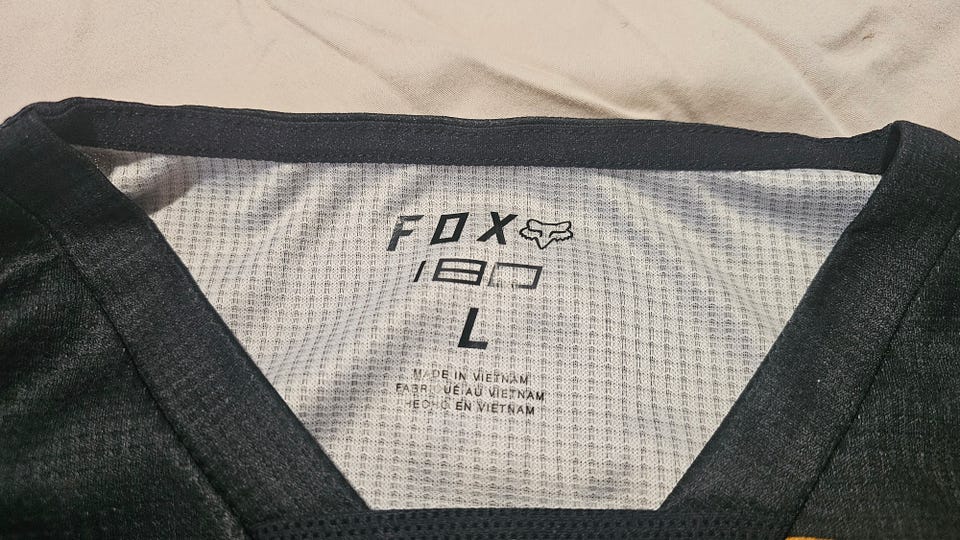 FOX
180
L
MADE IN VIETNAM
FABRIQUÉ AU VIETNAM
HECHO EN VIETNAM